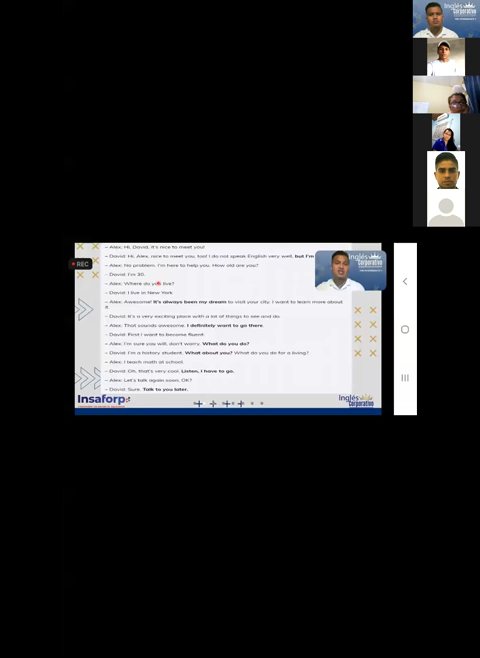 Inglés
Corporativo
– Alex: Hi, David, it's nice to meet you!
REC
– David: Hi, Alex, nice to meet you, too! I do not speak English very well, but I'm
– Alex: No problem. I'm here to help you. How old are you?
– David: I'm 30.
– Alex: Where do you live?
– David: I live in New York
– Alex: Awesome! It's always been my dream to visit your city. I want to learn more about
it.
– David: It's a very exciting place with a lot of things to see and do.
– Alex: That sounds awesome. I definitely want to go there.
– David: First I want to become fluent.
– Alex: I'm sure you will, don't worry. What do you do?
– David: I'm a history student. What about you? What do you do for a living?
– Alex: I teach math at school.
– David: Oh, that's very cool. Listen, I have to go.
– Alex: Let's talk again soon, OK?
– David: Sure. Talk to you later.
Inglés
Corporativo
Insaforp
Inglés
Corporativo